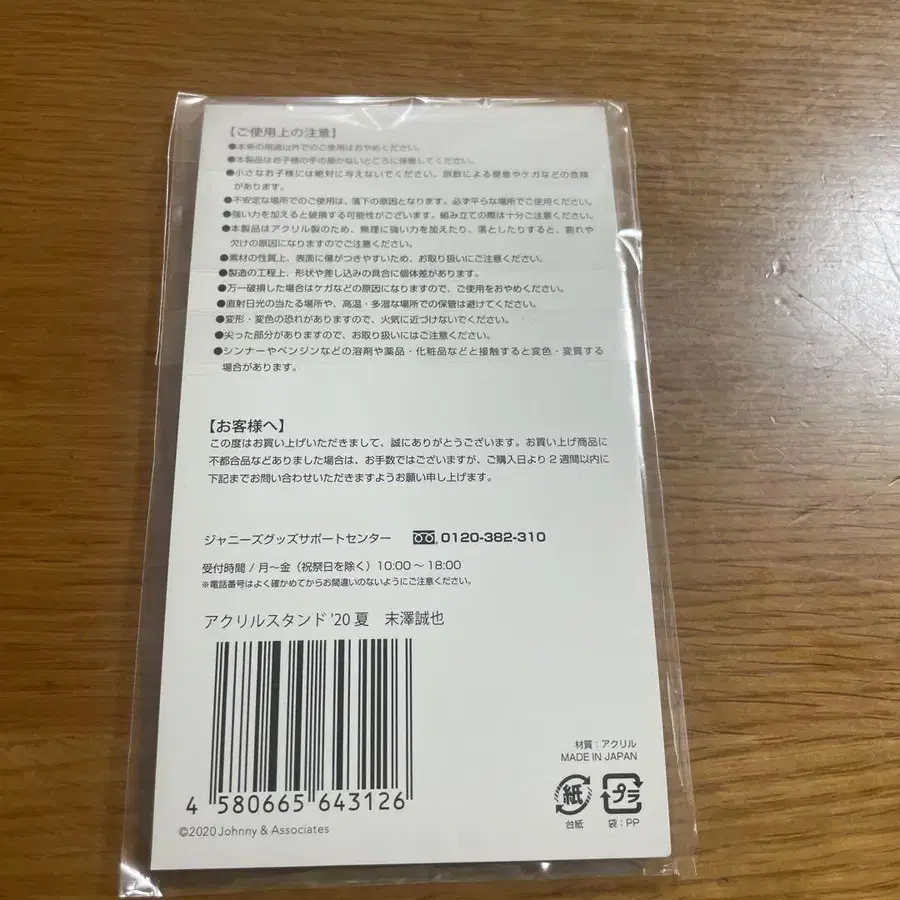 【ご使用上の注意】
●本来の用途以外でのご使用はおやめください。
●本製品はお子様の手の届かないところに保管してください。
●小さなお子様には絶対に与えないでください。誤飲による窒息やケガなどの危険
があります。
●不安定な場所でのご使用は、落下の原因となります。必ず平らな場所でご使用ください。
●強い力を加えると破損する可能性がございます。組み立ての際は十分ご注意ください。
●本製品はアクリル製のため、無理に強い力を加えたり、落としたりすると、割れや
欠けの原因になりますのでご注意ください。
●素材の性質上、表面に傷がつきやすいため、お取り扱いにご注意ください。
●製造の工程上、形状や差し込みの具合に個体差があります。
●万一破損した場合はケガなどの原因になりますので、ご使用をおやめください。
●直射日光の当たる場所や、高温・多湿な場所での保管は避けてください。
●変形・変色の恐れがありますので、火気に近づけないでください。
●尖った部分がありますので、お取り扱いにはご注意ください。
●シンナーやベンジンなどの溶剤や薬品・化粧品などと接触すると変色・変質する
場合があります。
【お客様へ】
この度はお買い上げいただきまして、誠にありがとうございます。お買い上げ商品に
不都合品などありました場合は、お手数ではございますが、ご購入日より2週間以内に
下記までお問い合わせいただきますようお願い申し上げます。
ジャニーズグッズサポートセンター 0120-382-310
受付時間 / 月〜金（祝祭日を除く）10:00〜18:00
※電話番号はよく確かめてからお間違いのないようにご注意ください。
アクリルスタンド '20 夏 末澤誠也
4 580665 643126
©2020 Johnny & Associates
材質：アクリル
MADE IN JAPAN
紙
プラ
台紙
袋：PP